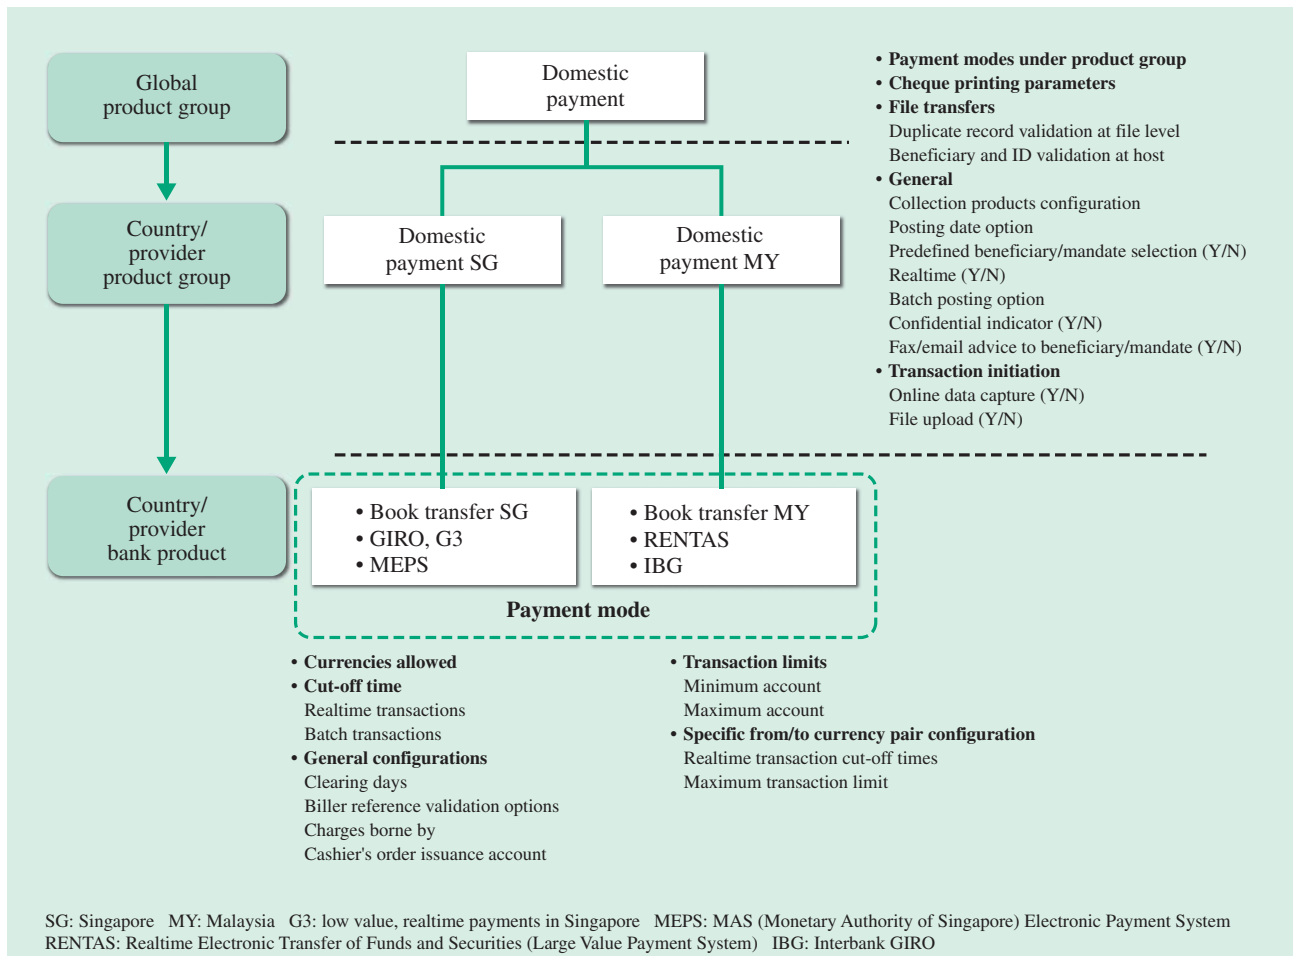 Global
product group
Domestic
payment
Country/
provider
product group
Domestic
payment SG
Domestic
payment MY
• Payment modes under product group
• Cheque printing parameters
• File transfers
Duplicate record validation at file level
Beneficiary and ID validation at host
• General
Collection products configuration
Posting date option
Predefined beneficiary/mandate selection (Y/N)
Realtime (Y/N)
Batch posting option
Confidential indicator (Y/N)
Fax/email advice to beneficiary/mandate (Y/N)
• Transaction initiation
Online data capture (Y/N)
File upload (Y/N)
Country/
provider
bank product
• Book transfer SG
• GIRO, G3
• MEPS
• Book transfer MY
• RENTAS
• IBG
Payment mode
• Currencies allowed
• Cut-off time
Realtime transactions
Batch transactions
• General configurations
Clearing days
Biller reference validation options
Charges borne by
Cashier's order issuance account
• Transaction limits
Minimum account
Maximum account
• Specific from/to currency pair configuration
Realtime transaction cut-off times
Maximum transaction limit
SG: Singapore MY: Malaysia G3: low value, realtime payments in Singapore MEPS: MAS (Monetary Authority of Singapore) Electronic Payment System
RENTAS: Realtime Electronic Transfer of Funds and Securities (Large Value Payment System) IBG: Interbank GIRO